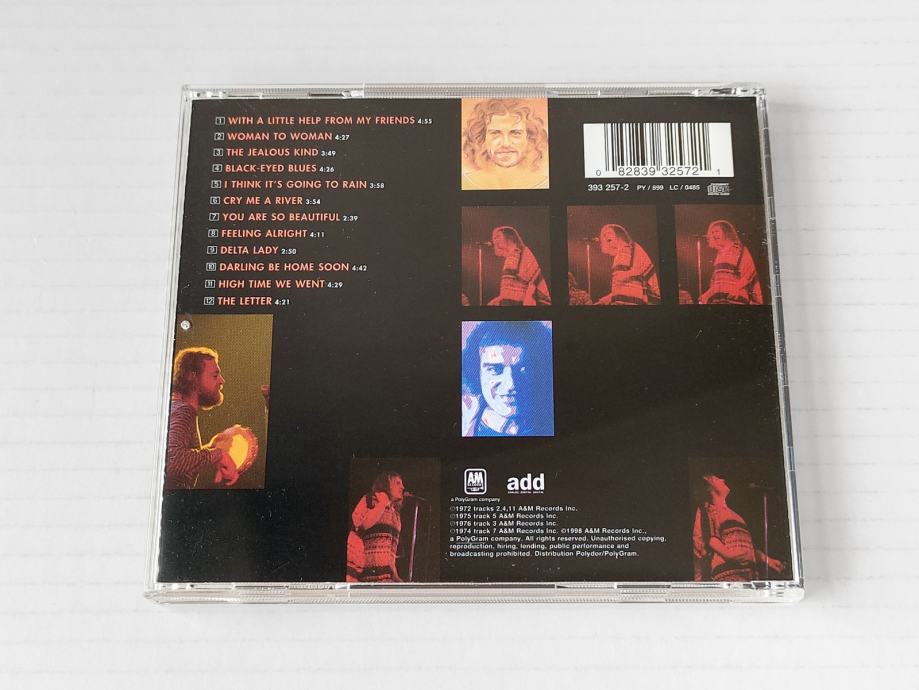 1 WITH A LITTLE HELP FROM MY FRIENDS 4:55
2 WOMAN TO WOMAN 4:27
3 THE JEALOUS KIND 3:49
4 BLACK-EYED BLUES 4:26
5 I THINK IT'S GOING TO RAIN 3:58
6 CRY ME A RIVER 3:54
7 YOU ARE SO BEAUTIFUL 2:39
8 FEELING ALRIGHT 4:11
9 DELTA LADY 2:50
10 DARLING BE HOME SOON 4:42
11 HIGH TIME WE WENT 4:29
12 THE LETTER 4:21
0 82839 32572 1
393 257-2 PY / 899 LC / 0485
A&M
add
a PolyGram company
℗1972 tracks 2,4,11 A&M Records Inc.
℗1975 track 5 A&M Records Inc.
℗1976 track 3 A&M Records Inc.
℗1974 track 7 A&M Records Inc. ©1998 A&M Records Inc.,
a PolyGram company. All rights reserved. Unauthorised copying,
reproduction, hiring, lending, public performance and
broadcasting prohibited. Distribution Polydor/PolyGram.